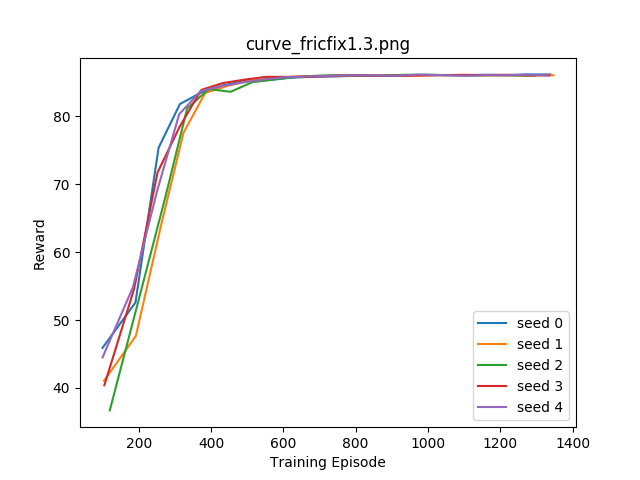 curve_fricfix1.3.png
Reward
80
70
60
50
40
200 400 600 800 1000 1200 1400
Training Episode
seed 0
seed 1
seed 2
seed 3
seed 4